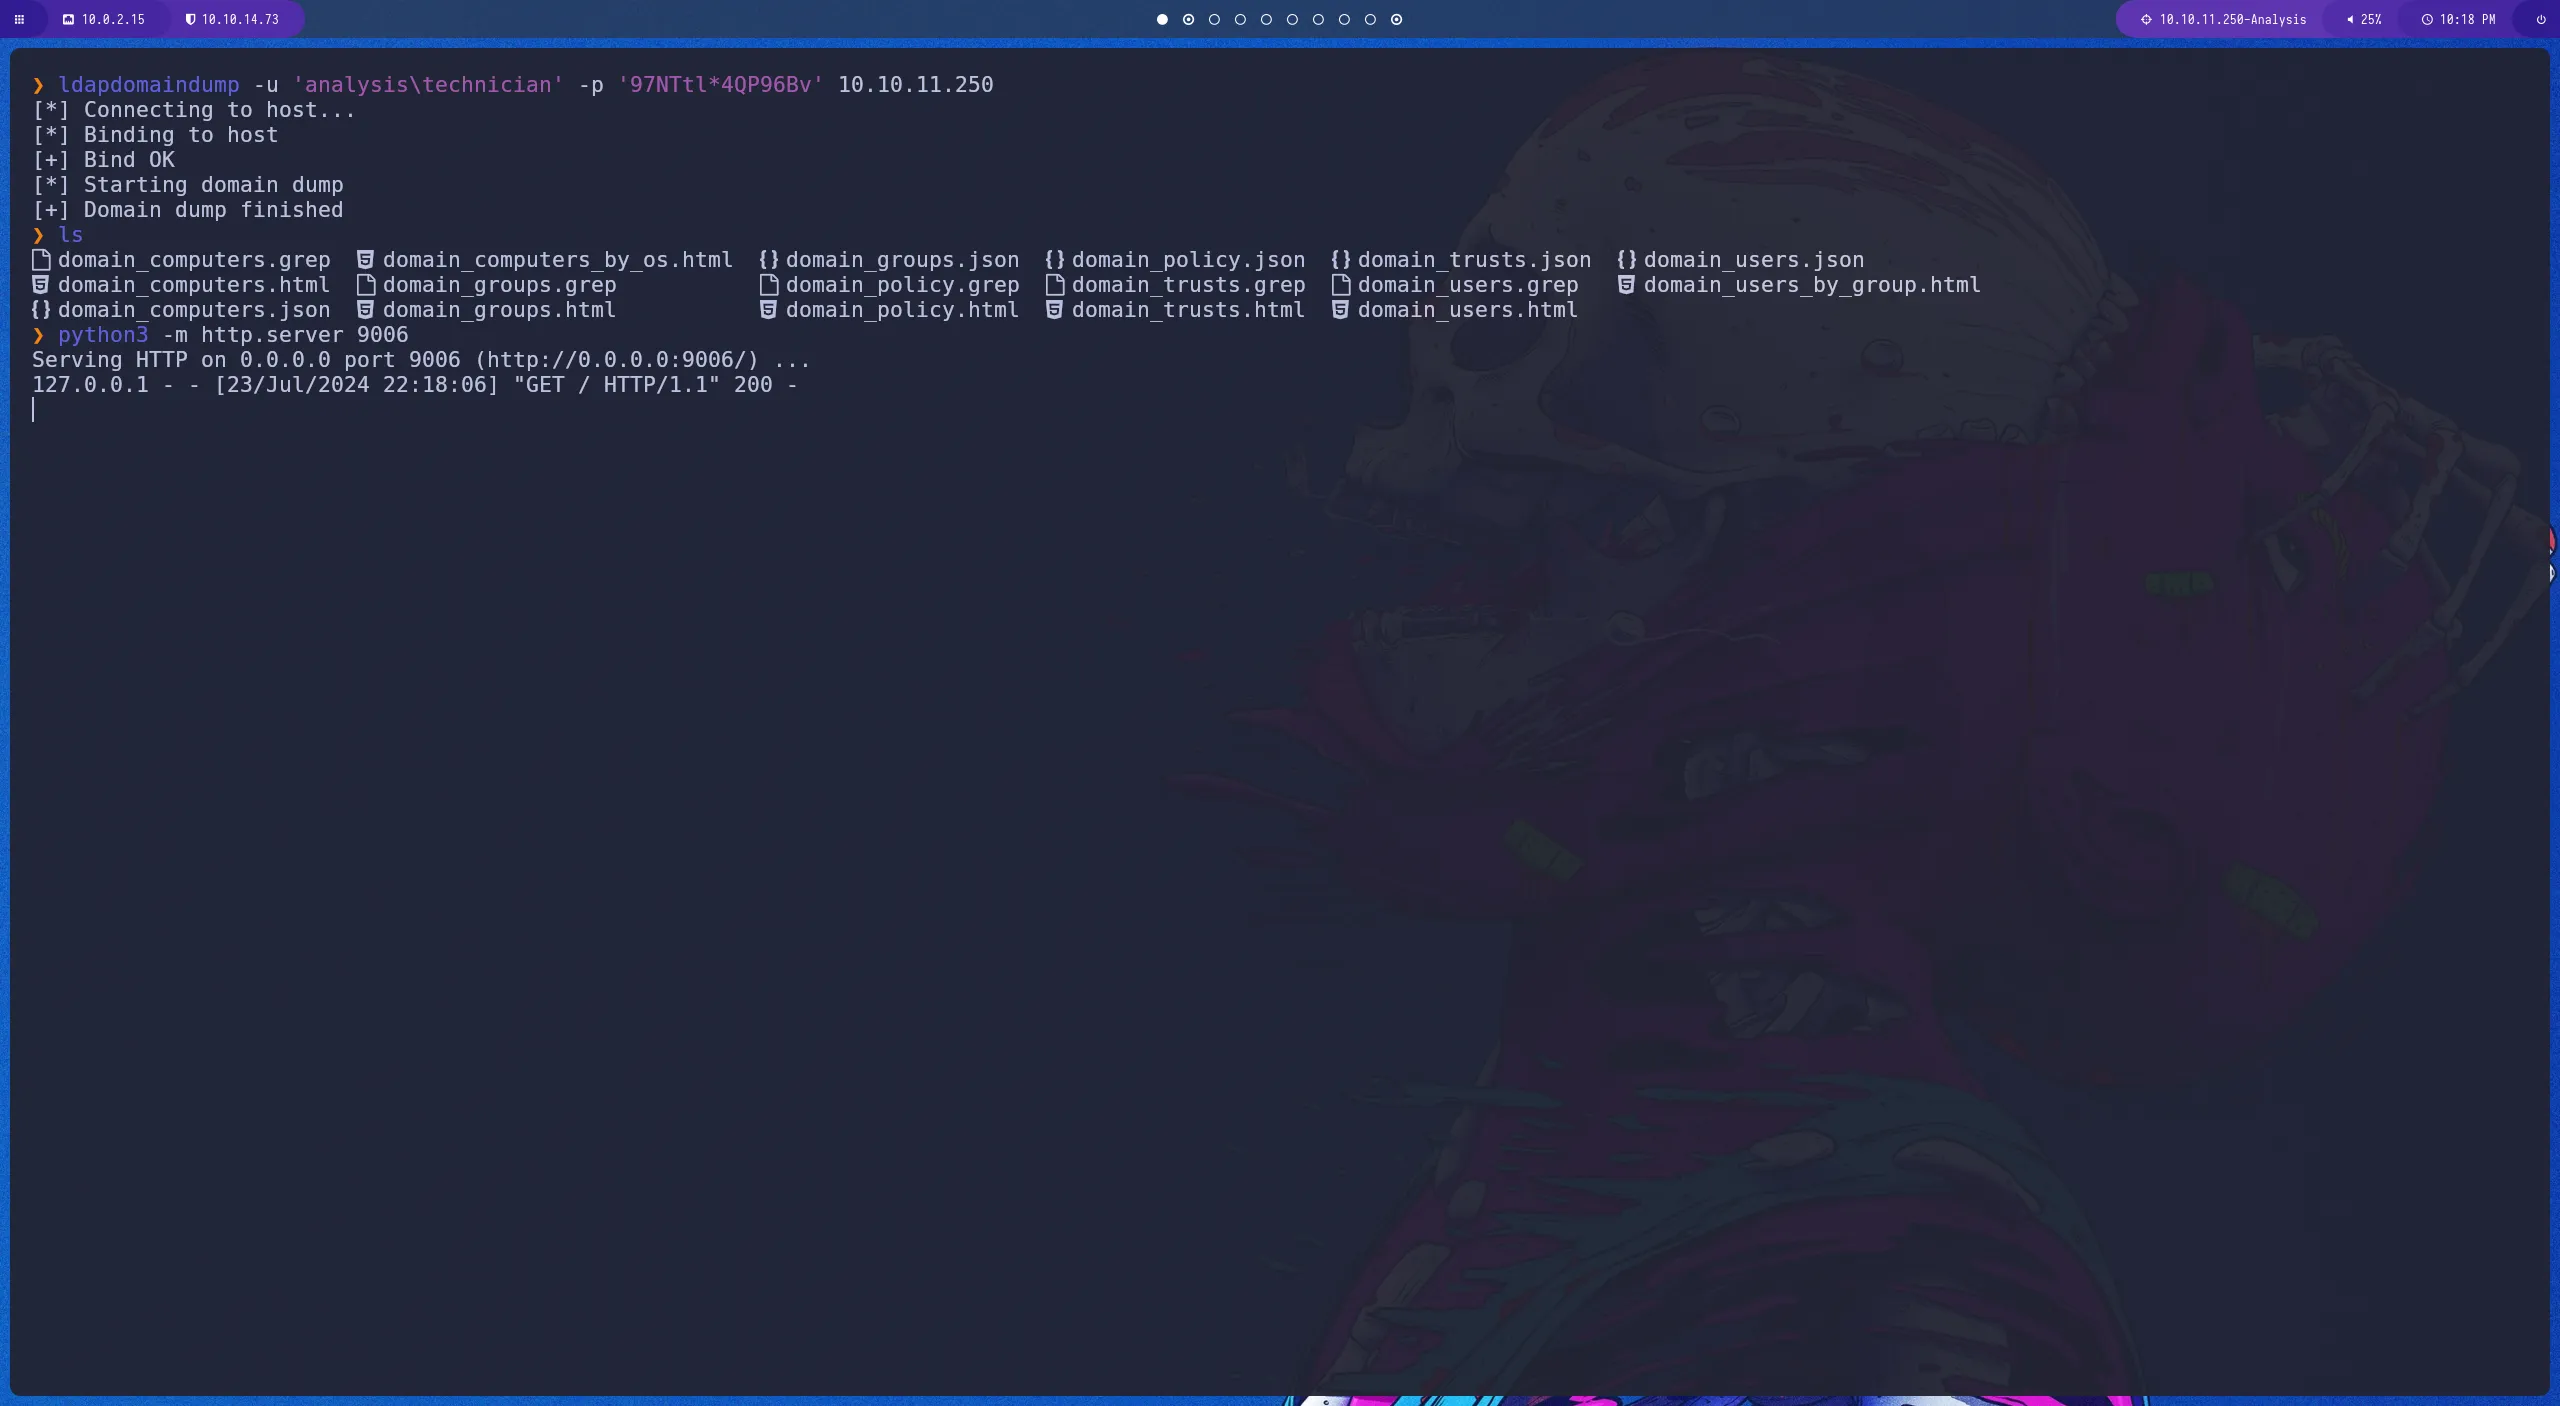 10.0.2.15 10.10.14.73 10.10.11.250-Analysis 25% 10:18 PM
❯ ldapdomaindump -u 'analysis\technician' -p '97NTtl*4QP96Bv' 10.10.11.250
[*] Connecting to host...
[*] Binding to host
[+] Bind OK
[*] Starting domain dump
[+] Domain dump finished
❯ ls
domain_computers.grep domain_computers_by_os.html domain_groups.json domain_policy.json domain_trusts.json domain_users.json
domain_computers.html domain_groups.grep domain_policy.grep domain_trusts.grep domain_users.grep domain_users_by_group.html
domain_computers.json domain_groups.html domain_policy.html domain_trusts.html domain_users.html
❯ python3 -m http.server 9006
Serving HTTP on 0.0.0.0 port 9006 (http://0.0.0.0:9006/) ...
127.0.0.1 - - [23/Jul/2024 22:18:06] "GET / HTTP/1.1" 200 -